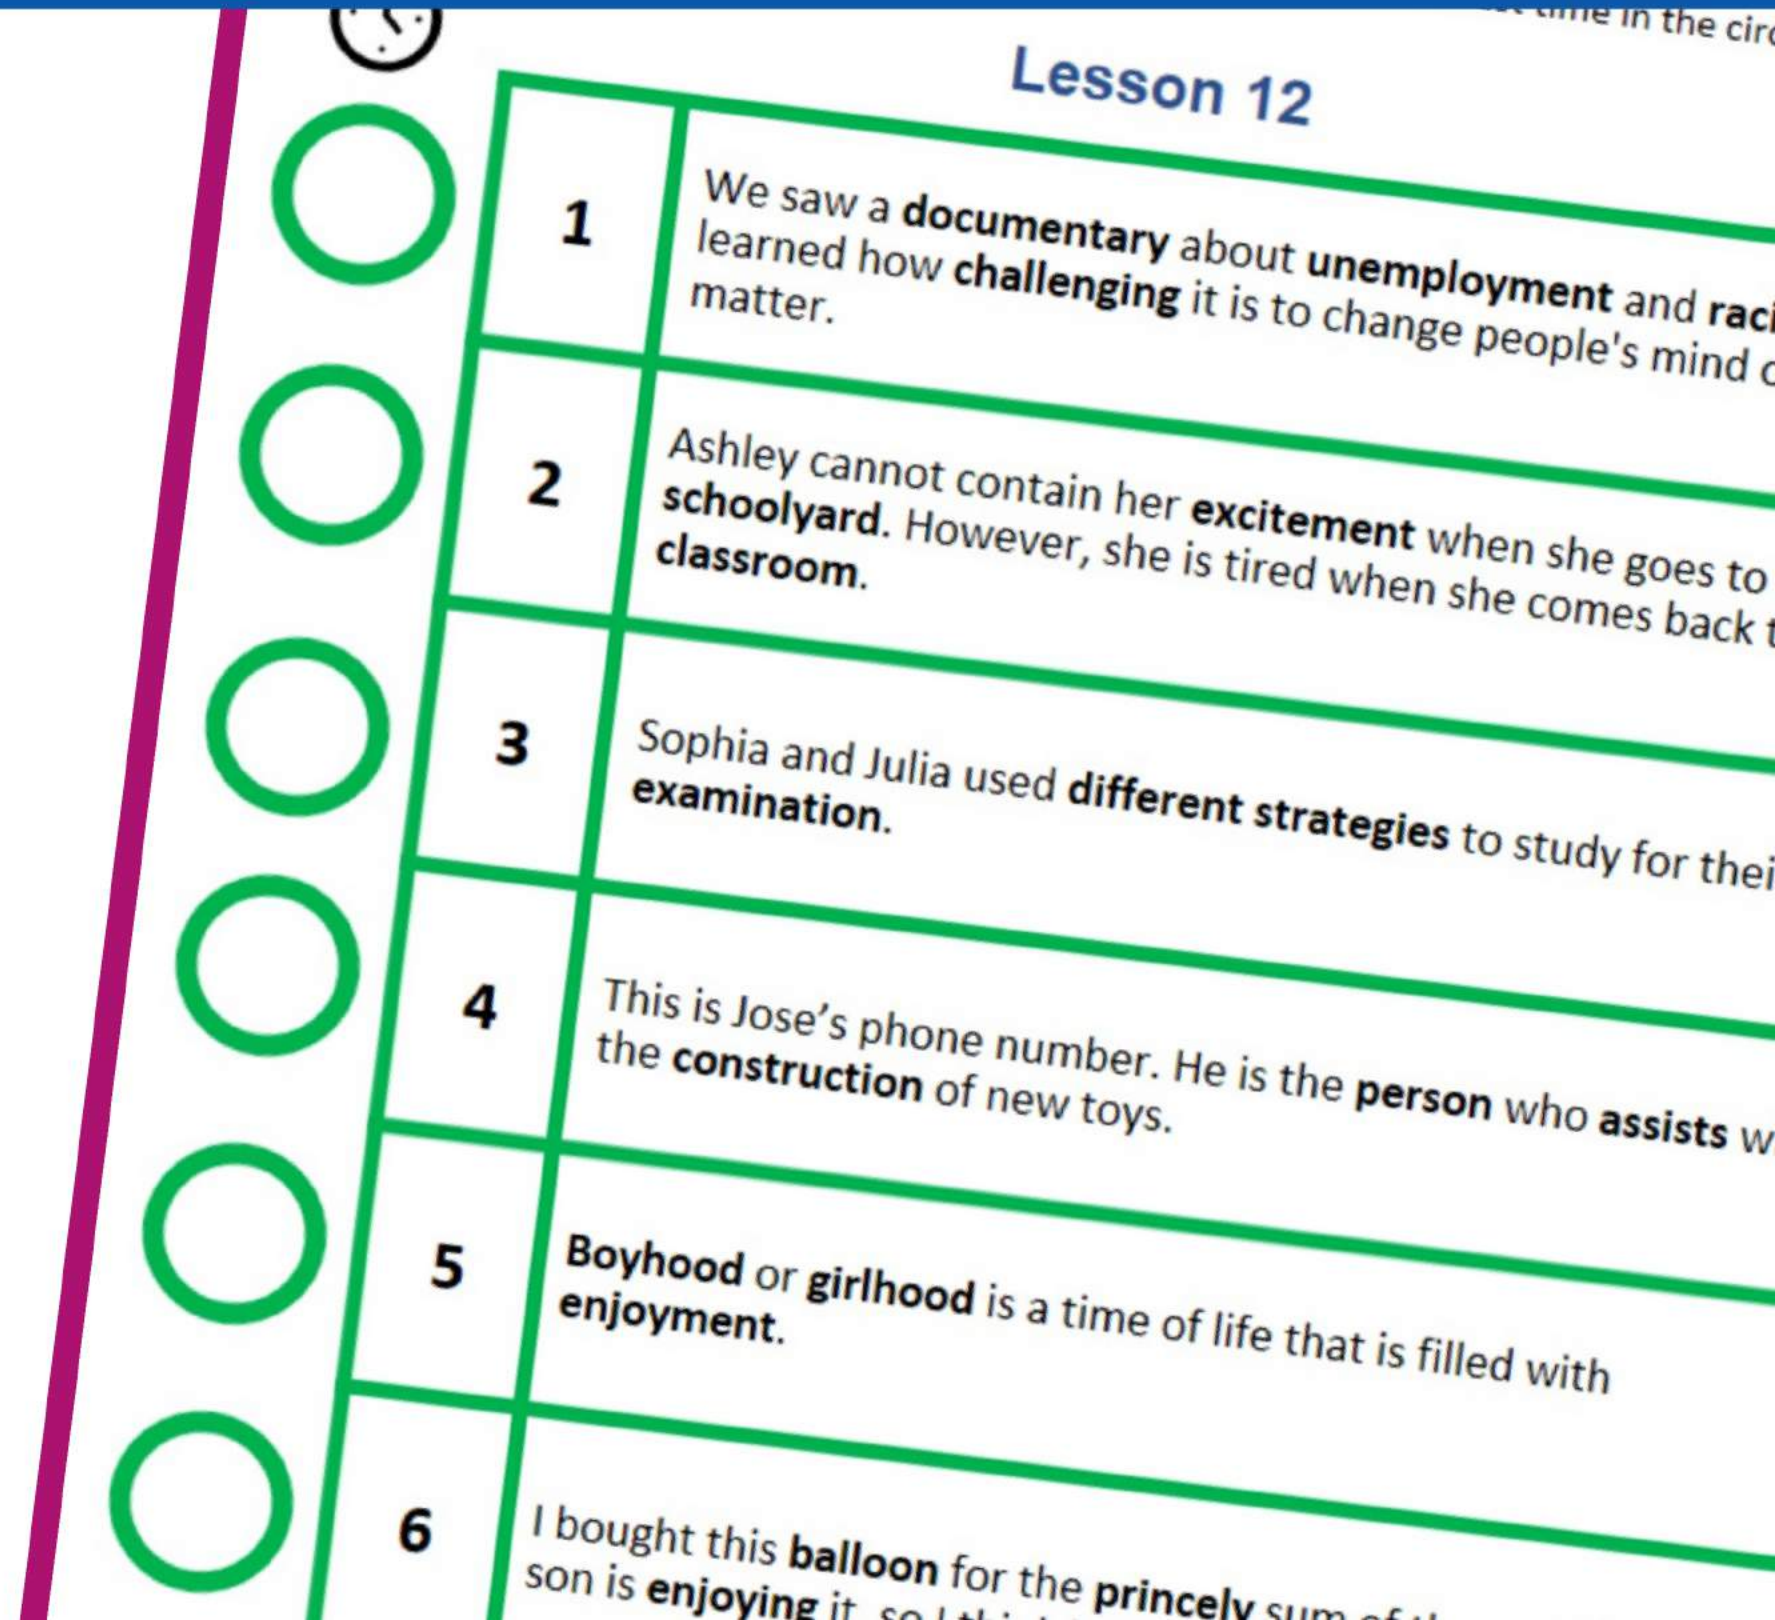 time in the
Lesson 12
1
We saw a documentary about unemployment and
learned how challenging it is to change people's mind
matter.
2
Ashley cannot contain her excitement when she goes to
schoolyard. However, she is tired when she comes back
classroom.
3
Sophia and Julia used different strategies to study for
examination.
4
This is Jose’s phone number. He is the person who assists
the construction of new toys.
5
Boyhood or girlhood is a time of life that is filled with
enjoyment.
6
I bought this balloon for the princely sum of
son is enjoying it, so I